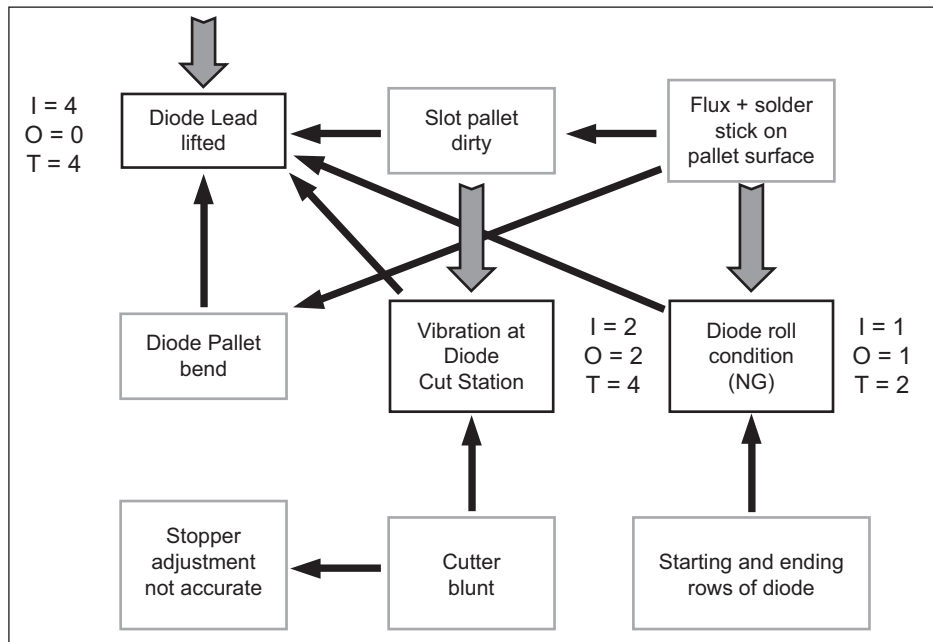 I = 4
O = 0
T = 4
Diode Lead
lifted
Slot pallet
dirty
Flux + solder
stick on
pallet surface
Diode Pallet
bend
Vibration at
Diode
Cut Station
I = 2
O = 2
T = 4
Diode roll
condition
(NG)
I = 1
O = 1
T = 2
Stopper
adjustment
not accurate
Cutter
blunt
Starting and ending
rows of diode